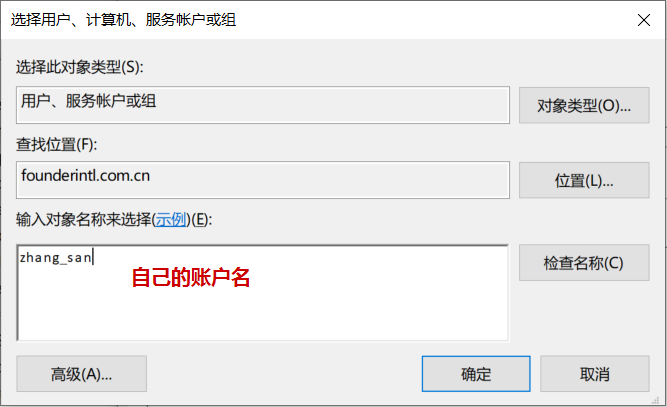 选择用户、计算机、服务帐户或组
选择此对象类型(S):
用户、服务帐户或组
对象类型(O)...
查找位置(F):
founderintl.com.cn
位置(L)...
输入对象名称来选择(示例)(E):
zhang_san
自己的账户名
检查名称(C)
高级(A)...
确定
取消